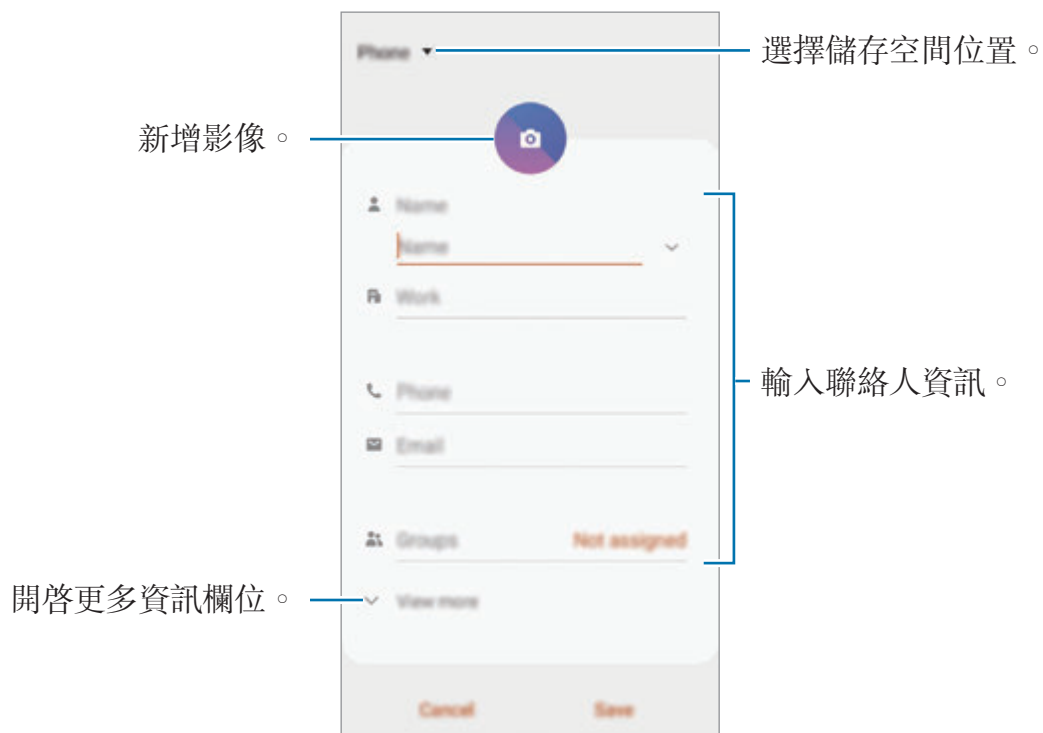 Phone
選擇儲存空間位置。
新增影像。
Name
Name
Work
輸入聯絡人資訊。
Phone
Email
Groups Not assigned
開啓更多資訊欄位。
View more
Cancel Save